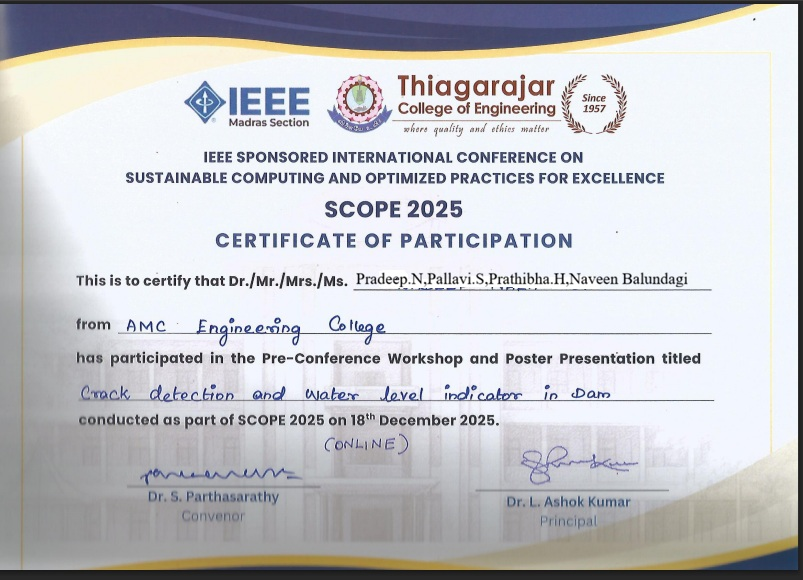 IEEE
Madras Section
Thiagarajar
College of Engineering
where quality and ethics matter
Since
1957
IEEE SPONSORED INTERNATIONAL CONFERENCE ON
SUSTAINABLE COMPUTING AND OPTIMIZED PRACTICES FOR EXCELLENCE
SCOPE 2025
CERTIFICATE OF PARTICIPATION
This is to certify that Dr./Mr./Mrs./Ms. Pradeep.N,Pallavi.S,Prathibha.H,Naveen Balundagi
from AMC Engineering College
has participated in the Pre-Conference Workshop and Poster Presentation titled
Crack detection and water level indicator in Dam
conducted as part of SCOPE 2025 on 18th December 2025.
(ONLINE)
Dr. S. Parthasarathy
Convenor
Dr. L. Ashok Kumar
Principal